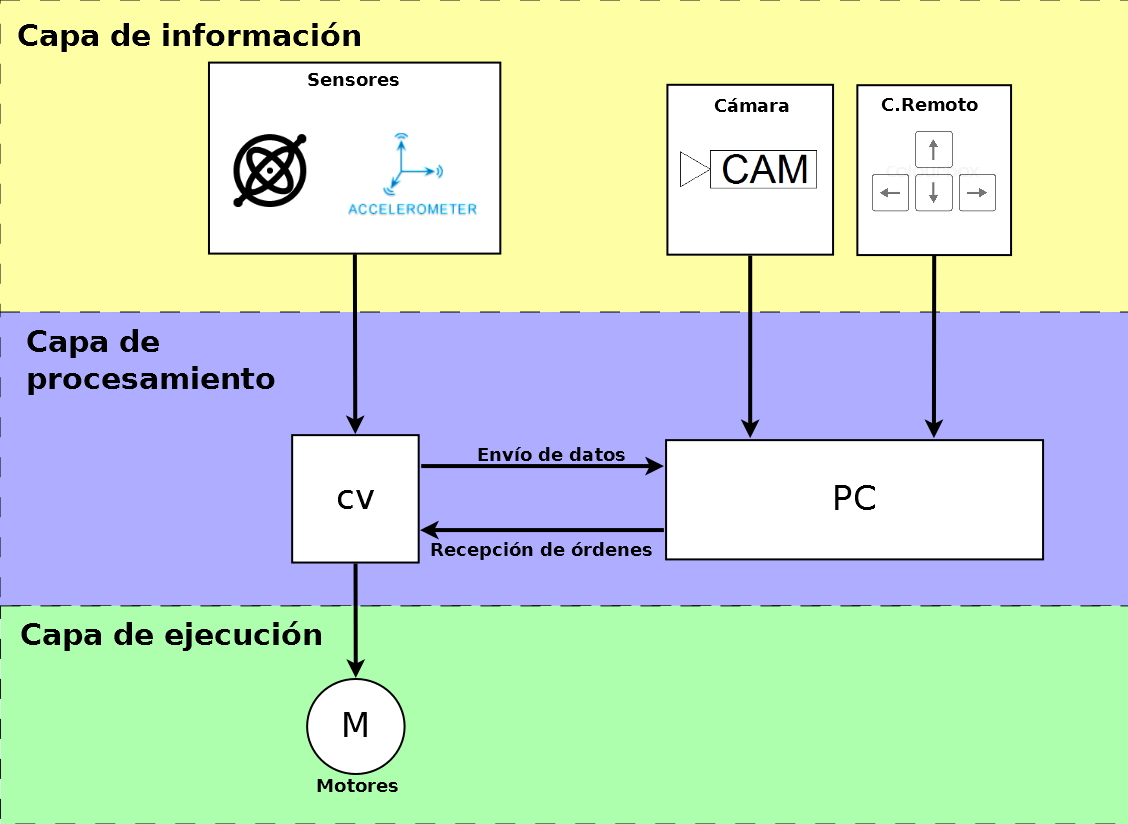 Capa de información
Sensores
ACCELEROMETER
Cámara
CAM
C.Remoto
Capa de
procesamiento
cv
Envío de datos
Recepción de órdenes
PC
Capa de ejecución
M
Motores